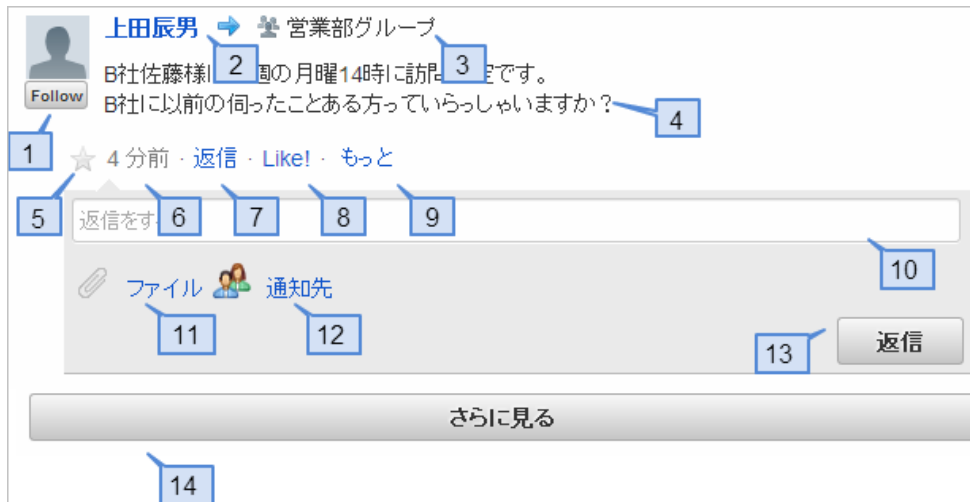 上田辰男 営業部グループ
2 3
B社佐藤様 週の月曜14時に訪問 定です。
Follow
B社に以前の伺ったことある方っていらっしゃいますか？
4
1
4 分前 · 返信 · Like! · もっと
5 6 7 8 9
返信をす
10
ファイル 通知先
11 12
13 返信
さらに見る
14